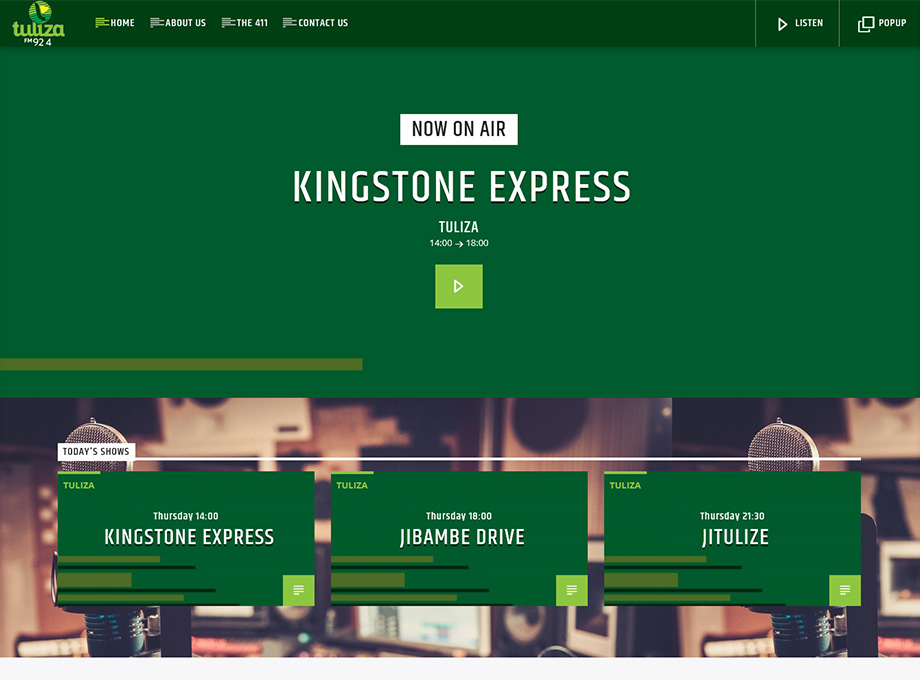 tuliza
FM 92 4
HOME
ABOUT US
THE 411
CONTACT US
LISTEN
POPUP
NOW ON AIR
KINGSTONE EXPRESS
TULIZA
14:00 → 18:00
TODAY'S SHOWS
TULIZA
Thursday 14:00
KINGSTONE EXPRESS
TULIZA
Thursday 18:00
JIBAMBE DRIVE
TULIZA
Thursday 21:30
JITULIZE